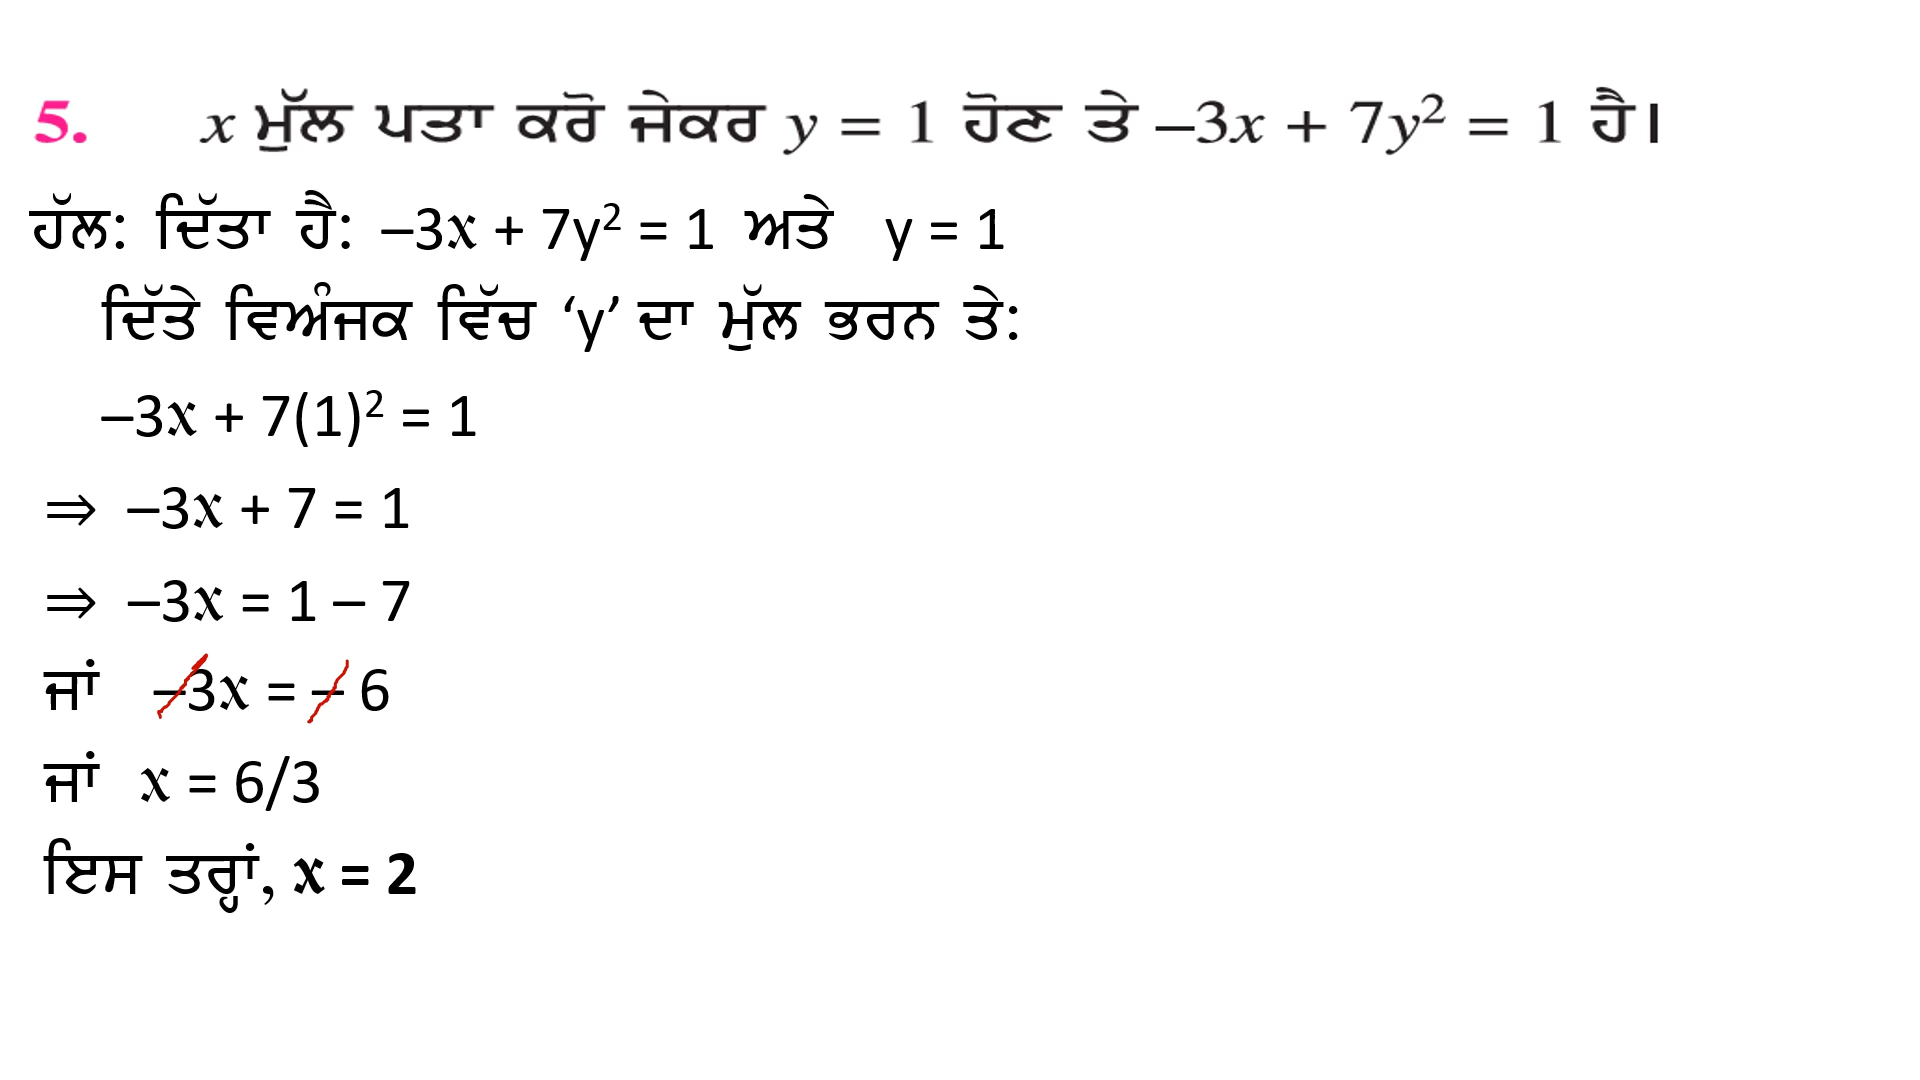 5. x ਮੁੱਲ ਪਤਾ ਕਰੋ ਜੇਕਰ y = 1 ਹੋਣ ਤੇ –3x + 7y² = 1 ਹੈ।
ਹੱਲ: ਦਿੱਤਾ ਹੈ: –3x + 7y² = 1 ਅਤੇ y = 1
ਦਿੱਤੇ ਵਿਅੰਜਕ ਵਿੱਚ ‘y’ ਦਾ ਮੁੱਲ ਭਰਨ ਤੇ:
–3x + 7(1)² = 1
⇒ –3x + 7 = 1
⇒ –3x = 1 – 7
ਜਾਂ –3x = – 6
ਜਾਂ x = 6/3
ਇਸ ਤਰ੍ਹਾਂ, x = 2